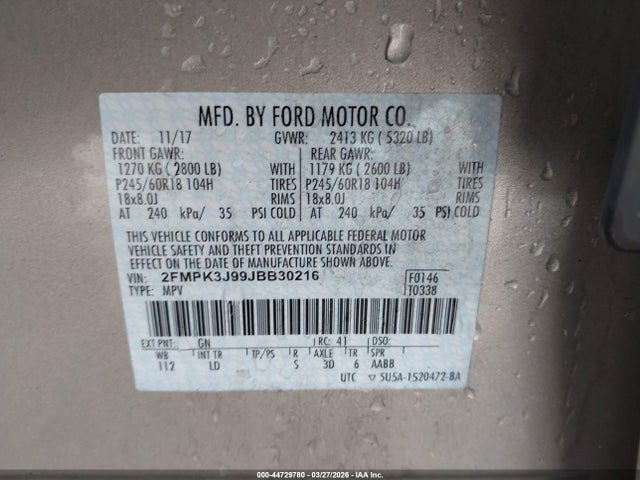 MFD. BY FORD MOTOR CO.
DATE: 11/17 GVWR: 2413 KG ( 5320 LB)
FRONT GAWR: REAR GAWR:
1270 KG ( 2800 LB) WITH 1179 KG ( 2600 LB) WITH
P245/60R18 104H TIRES P245/60R18 104H TIRES
18x8.0J RIMS 18x8.0J RIMS
AT 240 kPa/ 35 PSI COLD AT 240 kPa/ 35 PSI COLD
THIS VEHICLE CONFORMS TO ALL APPLICABLE FEDERAL MOTOR
VEHICLE SAFETY AND THEFT PREVENTION STANDARDS IN
EFFECT ON THE DATE OF MANUFACTURE SHOWN ABOVE.
VIN: 2FMPK3J99JBB30216 F0146
TYPE: MPV T0338
EXT PNT: GN RC: 41 DSO:
WB INT TR TP/PS R AXLE TR SPR
112 LD S 3D 6 AABB
UTC ▽ 5U5A-1520472-BA
000-44729780 - 03/27/2026 - IAA Inc.